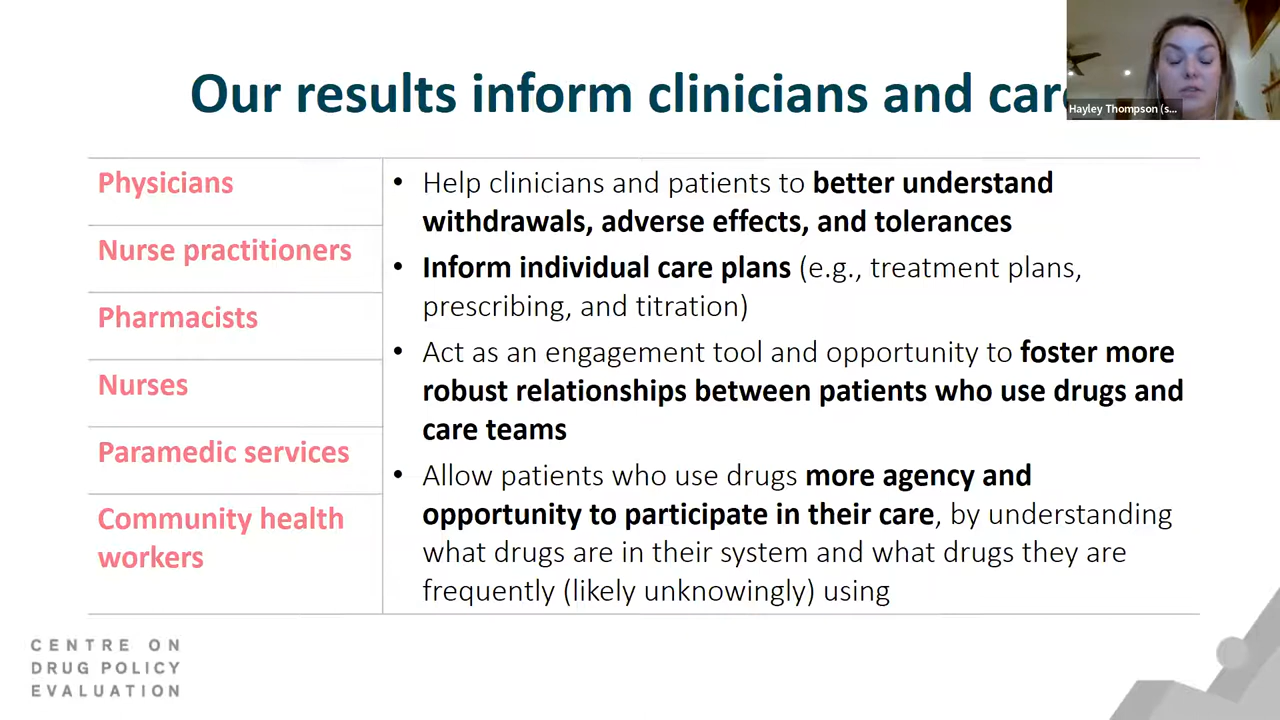 Our results inform clinicians and care
Hayley Thompson (s...
Physicians
Nurse practitioners
Pharmacists
Nurses
Paramedic services
Community health
workers
• Help clinicians and patients to better understand
withdrawals, adverse effects, and tolerances
• Inform individual care plans (e.g., treatment plans,
prescribing, and titration)
• Act as an engagement tool and opportunity to foster more
robust relationships between patients who use drugs and
care teams
• Allow patients who use drugs more agency and
opportunity to participate in their care, by understanding
what drugs are in their system and what drugs they are
frequently (likely unknowingly) using
CENTRE ON
DRUG POLICY
EVALUATION